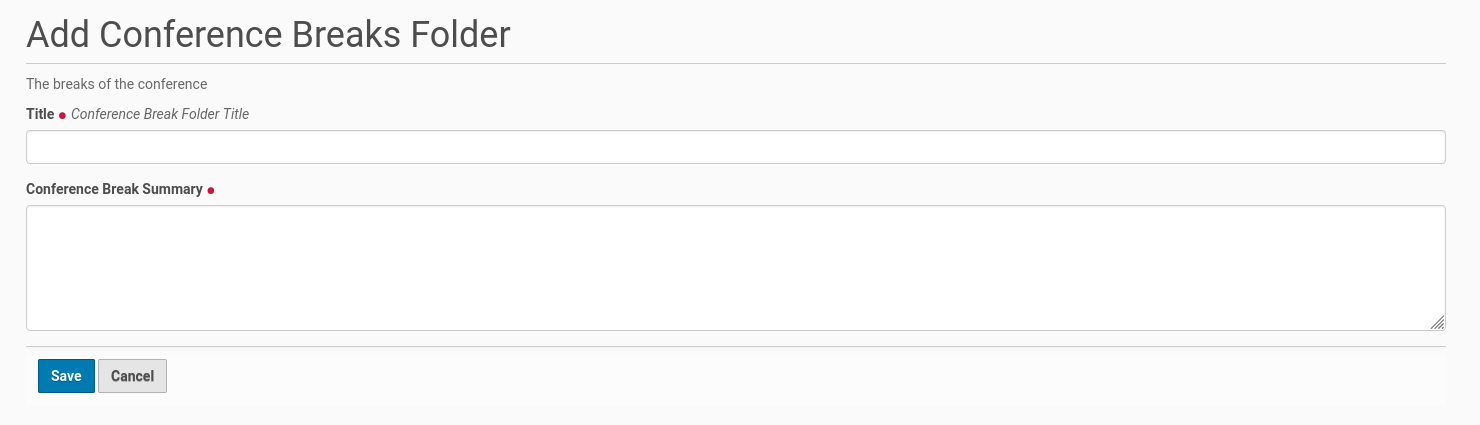 Add Conference Breaks Folder
The breaks of the conference
Title ● Conference Break Folder Title
Conference Break Summary ●
Save Cancel